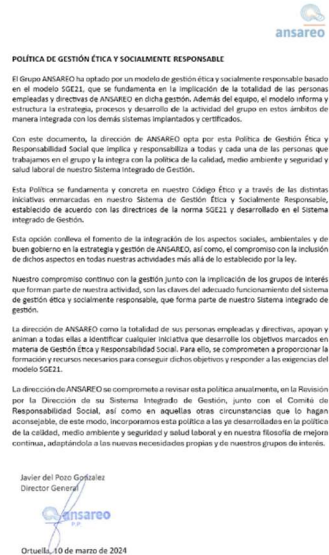 ansareo
POLÍTICA DE GESTIÓN ÉTICA Y SOCIALMENTE RESPONSABLE
El Grupo ANSAREO ha optado por un modelo de gestión ética y socialmente responsable basado
en el modelo SGE21, que se fundamenta en la implicación de la totalidad de las personas
empleadas y directivas de ANSAREO en dicha gestión. Además del equipo, el modelo informa y
estructura la estrategia, procesos y desarrollo de la actividad del grupo en estos ámbitos de
manera integrada con los demás sistemas implantados y certificados.
Con este documento, la dirección de ANSAREO opta por esta Política de Gestión Ética y
Responsabilidad Social que implica y responsabiliza a todas y cada una de las personas que
trabajamos en el grupo y la integra con la política de la calidad, medio ambiente y seguridad y
salud laboral de nuestro Sistema Integrado de Gestión.
Esta Política se fundamenta y concreta en nuestro Código Ético y a través de las distintas
iniciativas enmarcadas en nuestro Sistema de Gestión Ética y Socialmente Responsable,
establecido de acuerdo con las directrices de la norma SGE21 y desarrollado en el Sistema
integrado de Gestión.
Esta opción conlleva el fomento de la integración de los aspectos sociales, ambientales y de
buen gobierno en la estrategia y gestión de ANSAREO, así como, el compromiso con la inclusión
de dichos aspectos en todas nuestras actividades más allá de lo establecido por la ley.
Nuestro compromiso continuo con la gestión junto con la implicación de los grupos de interés
que forman parte de nuestra actividad, son las claves del adecuado funcionamiento del sistema
de gestión ética y socialmente responsable, que forma parte de nuestro Sistema integrado de
gestión.
La dirección de ANSAREO como la totalidad de sus personas empleadas y directivas, apoyan y
animan a todas ellas a identificar cualquier iniciativa que desarrolle los objetivos marcados en
materia de Gestión Ética y Responsabilidad Social. Para ello, se comprometen a proporcionar la
formación y recursos necesarios para conseguir dichos objetivos y responder a las exigencias del
modelo SGE21.
La dirección de ANSAREO se compromete a revisar esta política anualmente, en la Revisión
por la Dirección de su Sistema Integrado de Gestión, junto con el Comité de
Responsabilidad Social, así como en aquellas otras circunstancias que lo hagan
aconsejable, de este modo, incorporamos esta política a las ya desarrolladas en la política
de la calidad, medio ambiente y seguridad y salud laboral y en nuestra filosofía de mejora
continua, adaptándola a las nuevas necesidades propias y de nuestros grupos de interés.
Javier del Pozo Gonzalez
Director General
ansareo
P.P.
Ortuella, 10 de marzo de 2024